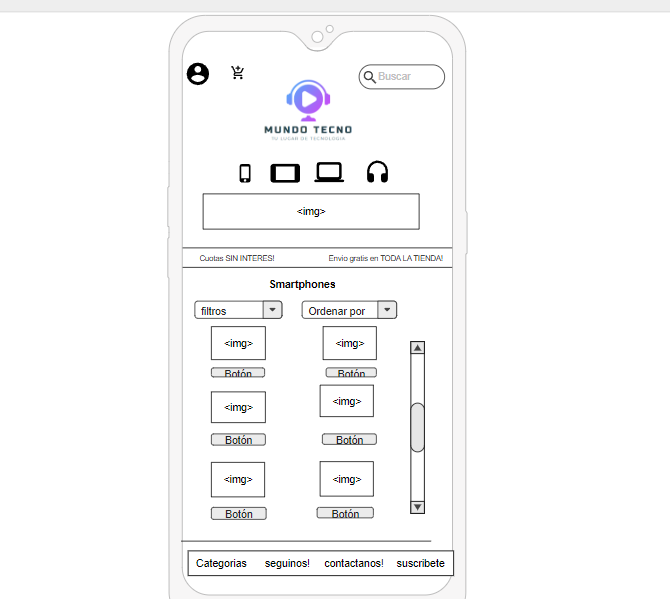 Buscar
MUNDO TECNO
TU LUGAR DE TECNOLOGIA
<img>
Cuotas SIN INTERES! Envio gratis en TODA LA TIENDA!
Smartphones
filtros Ordenar por
<img> <img>
Botón Botón
<img> <img>
Botón Botón
<img> <img>
Botón Botón
Categorias seguinos! contactanos! suscribete